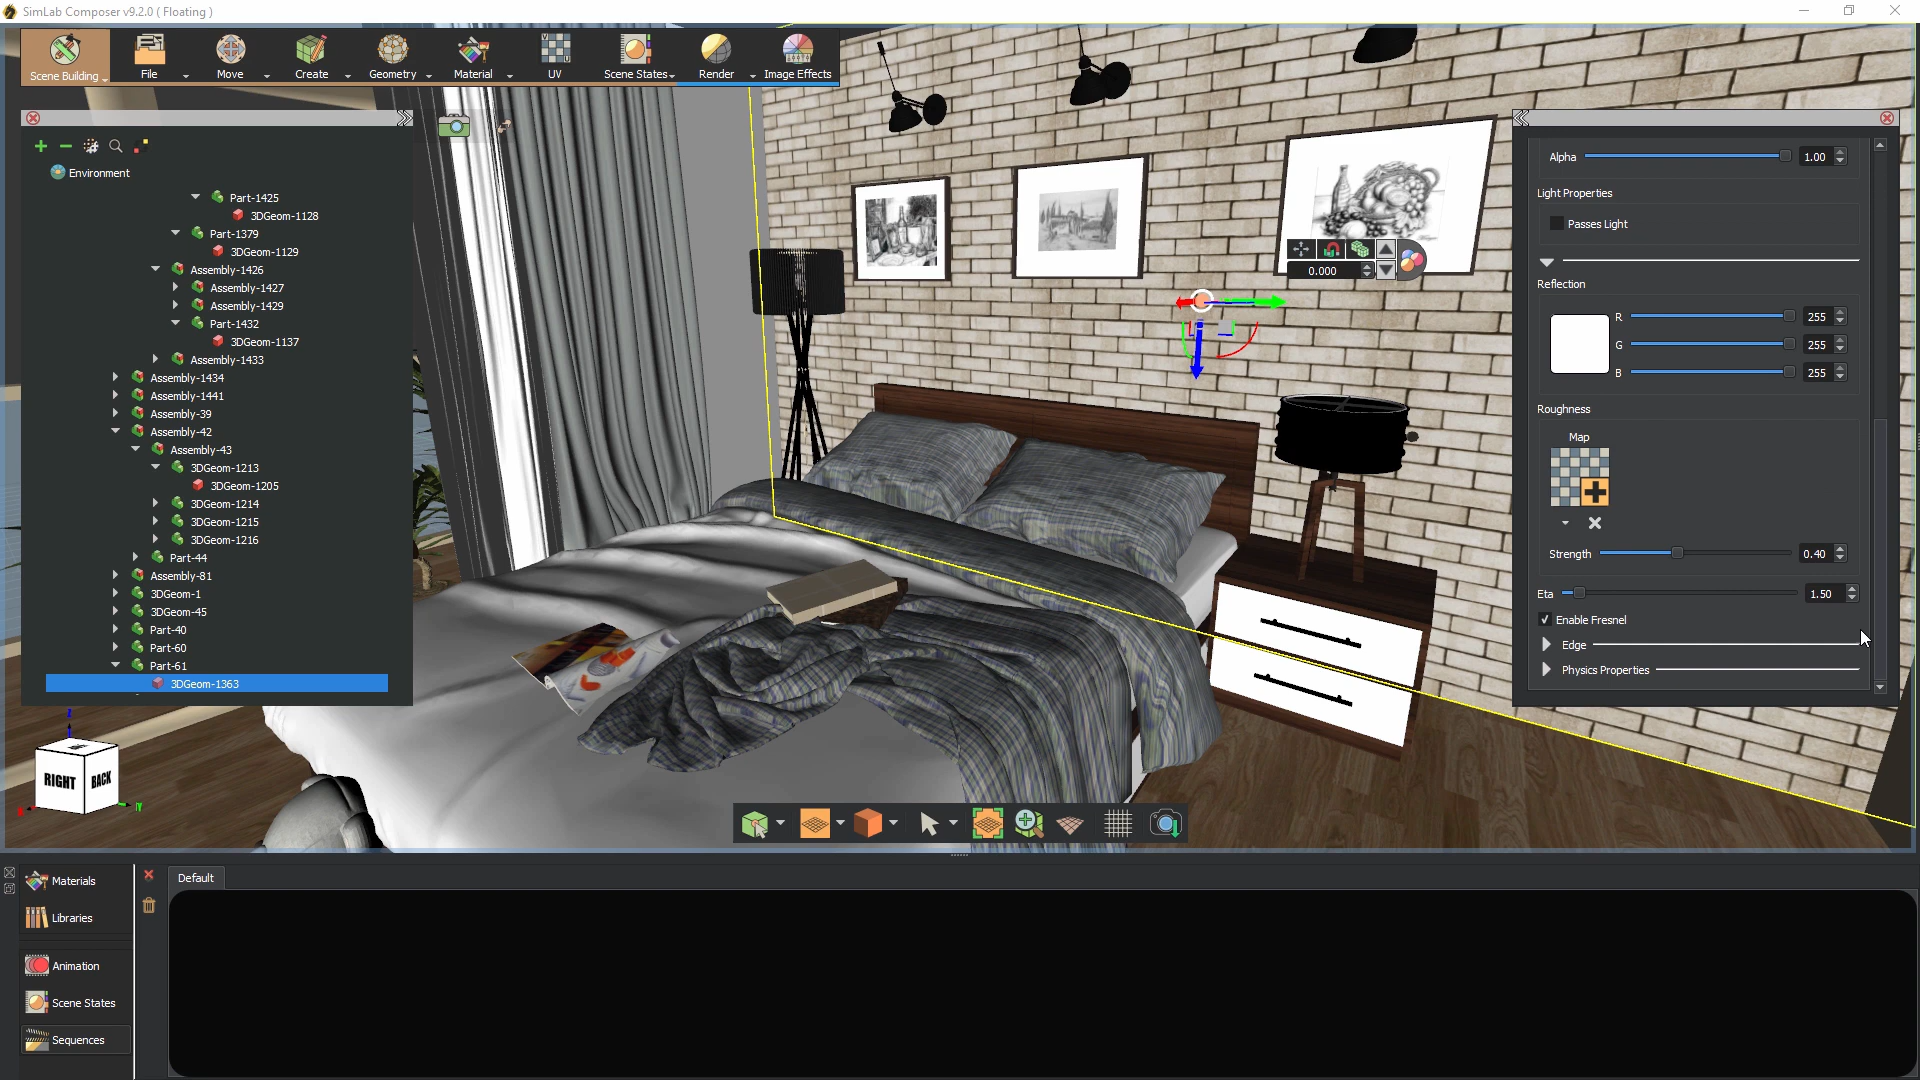 SimLab Composer v9.2.0 ( Floating )
Scene Building
File
Move
Create
Geometry
Material
UV
Scene States
Render
Image Effects
Environment
Part-1425
3DGeom-1128
Part-1379
3DGeom-1129
Assembly-1426
Assembly-1427
Assembly-1429
Part-1432
3DGeom-1137
Assembly-1433
Assembly-1434
Assembly-1441
Assembly-39
Assembly-42
Assembly-43
3DGeom-1213
3DGeom-1205
3DGeom-1214
3DGeom-1215
3DGeom-1216
Part-44
Assembly-81
3DGeom-1
3DGeom-45
Part-40
Part-60
Part-61
3DGeom-1363
0.000
Alpha 1.00
Light Properties
Passes Light
Reflection
R 255
G 255
B 255
Roughness
Map
Strength 0.40
Eta 1.50
Enable Fresnel
Edge
Physics Properties
RIGHT BACK
Materials
Libraries
Animation
Scene States
Sequences
Default